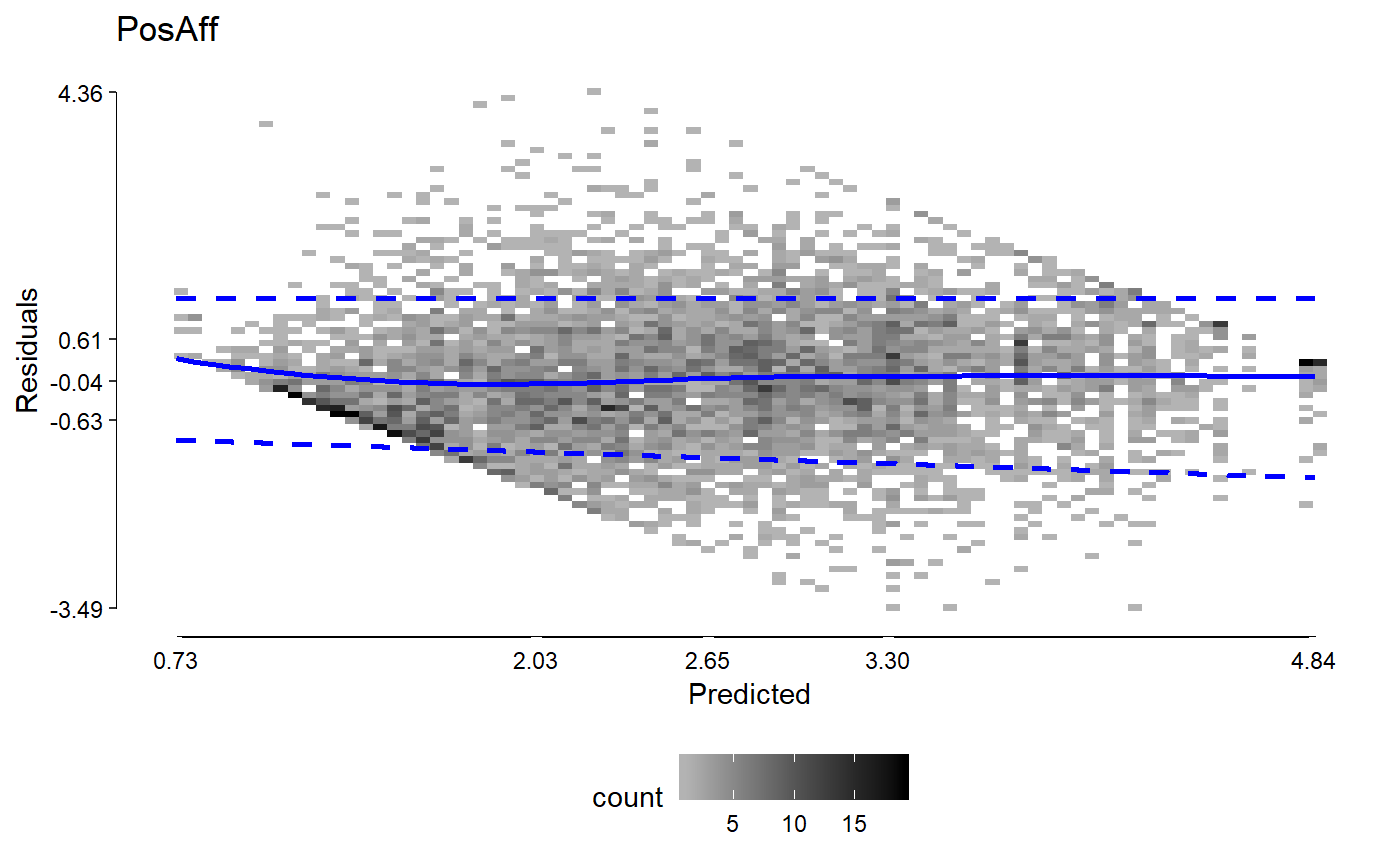 PosAff
4.36
0.61
-0.04
-0.63
-3.49
Residuals
0.73 2.03 2.65 3.30 4.84
Predicted
count
5 10 15